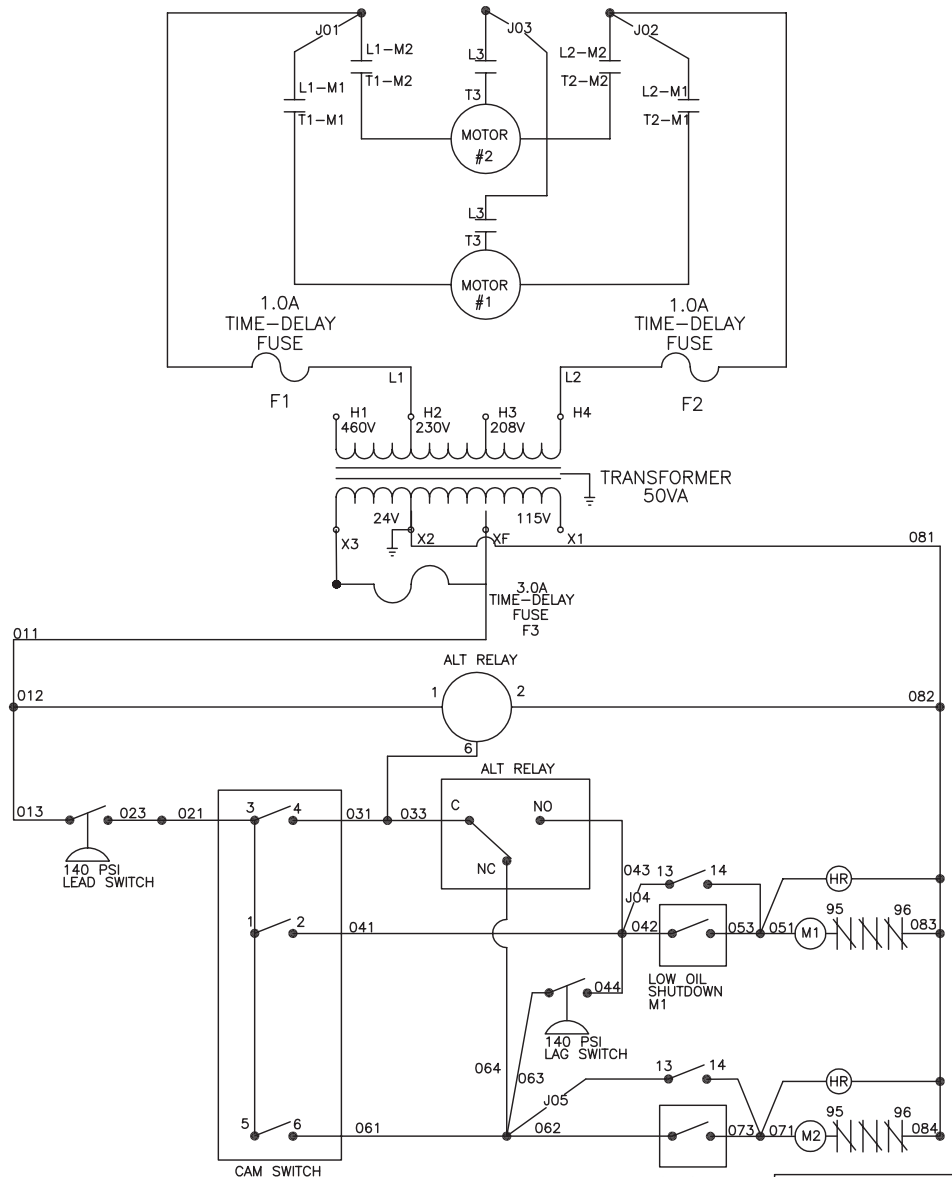 J01
J03
J02
L1-M2
L3
L2-M2
T1-M2
T3
T2-M2
L1-M1
L2-M1
T1-M1
T2-M1
MOTOR
#2
L3
T3
MOTOR
#1
1.0A
TIME-DELAY
FUSE
1.0A
TIME-DELAY
FUSE
L1
L2
F1
F2
H1
H2
H3
H4
460V
230V
208V
TRANSFORMER
50VA
24V
115V
X3
X2
XF
X1
081
3.0A
TIME-DELAY
FUSE
F3
011
ALT RELAY
012
1
2
082
6
ALT RELAY
013
023
021
3
4
031
033
C
NO
NC
140 PSI
LEAD SWITCH
043
13
14
HR
J04
1
2
041
042
053
051
M1
95
96
083
LOW OIL
SHUTDOWN
M1
044
140 PSI
LAG SWITCH
064
063
13
14
HR
J05
5
6
061
062
073
071
M2
95
96
084
CAM SWITCH